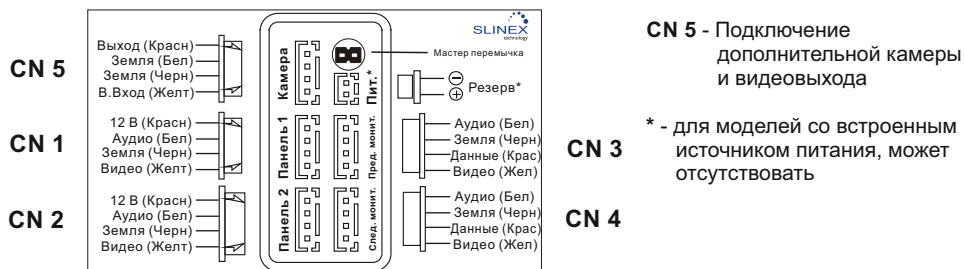 SLINEX
technology
CN 5
Выход (Красн)
Земля (Бел)
Земля (Черн)
В.Вход (Желт)
Камера
Мастер перемычка
Пит.*
Резерв*
CN 1
12 В (Красн)
Аудио (Бел)
Земля (Черн)
Видео (Желт)
Панель 1
Пред. монит.
Аудио (Бел)
Земля (Черн)
Данные (Крас)
Видео (Жел)
CN 3
CN 2
12 В (Красн)
Аудио (Бел)
Земля (Черн)
Видео (Желт)
Панель 2
След. монит.
Аудио (Бел)
Земля (Черн)
Данные (Крас)
Видео (Жел)
CN 4
CN 5 - Подключение
дополнительной камеры
и видеовыхода
* - для моделей со встроенным
источником питания, может
отсутствовать